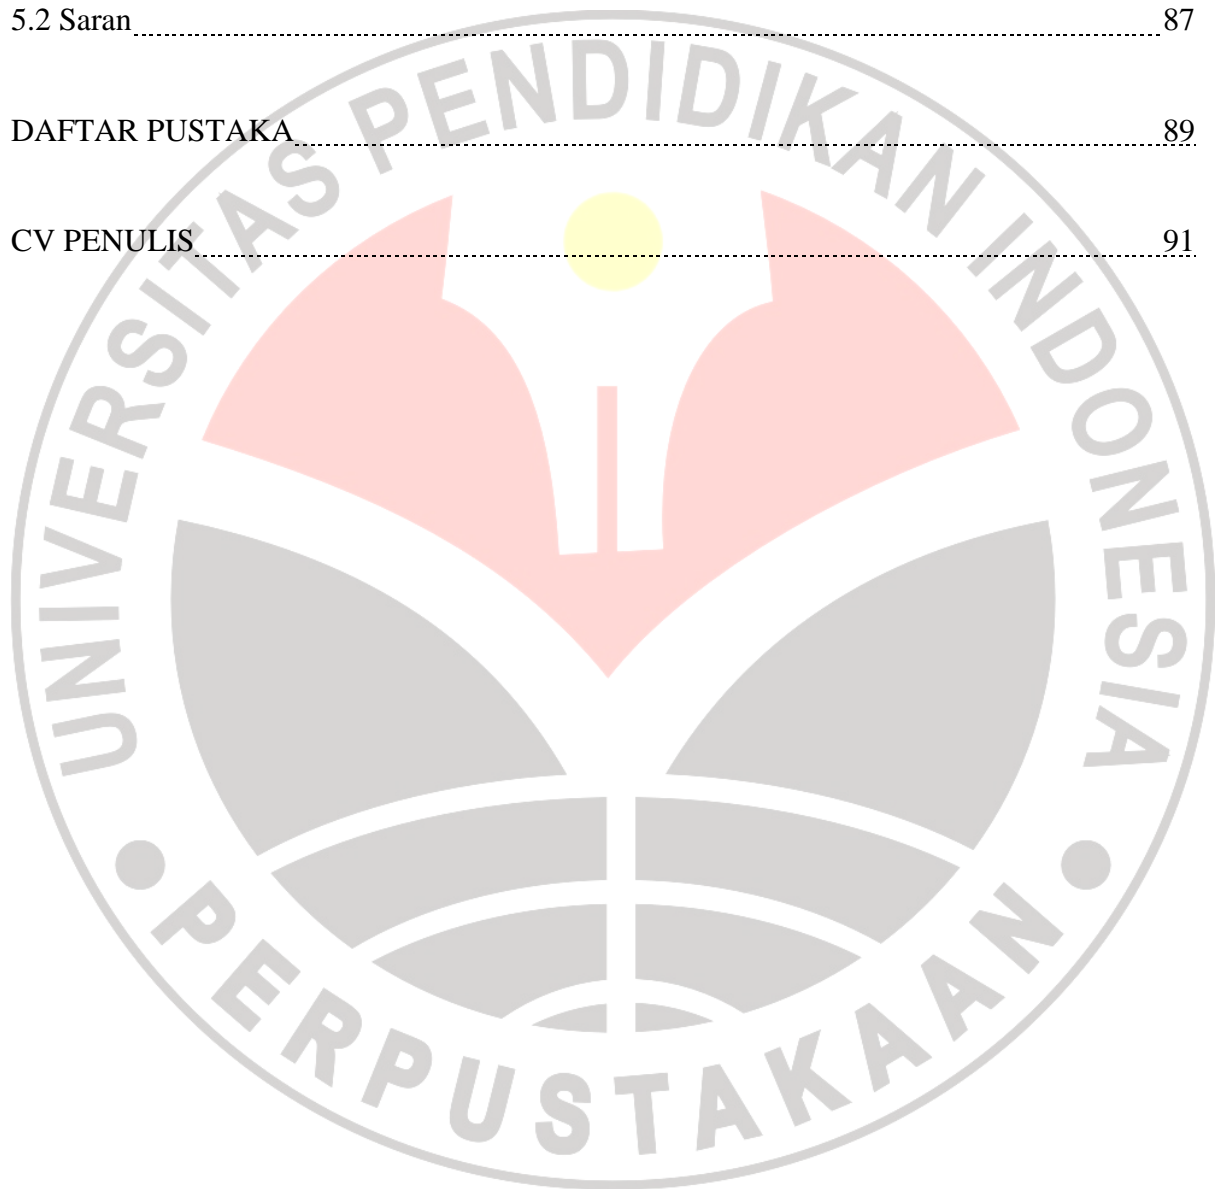 5.2 Saran 87
DAFTAR PUSTAKA 89
CV PENULIS 91
UNIVERSITAS PENDIDIKAN INDONESIA
PERPUSTAKAAN